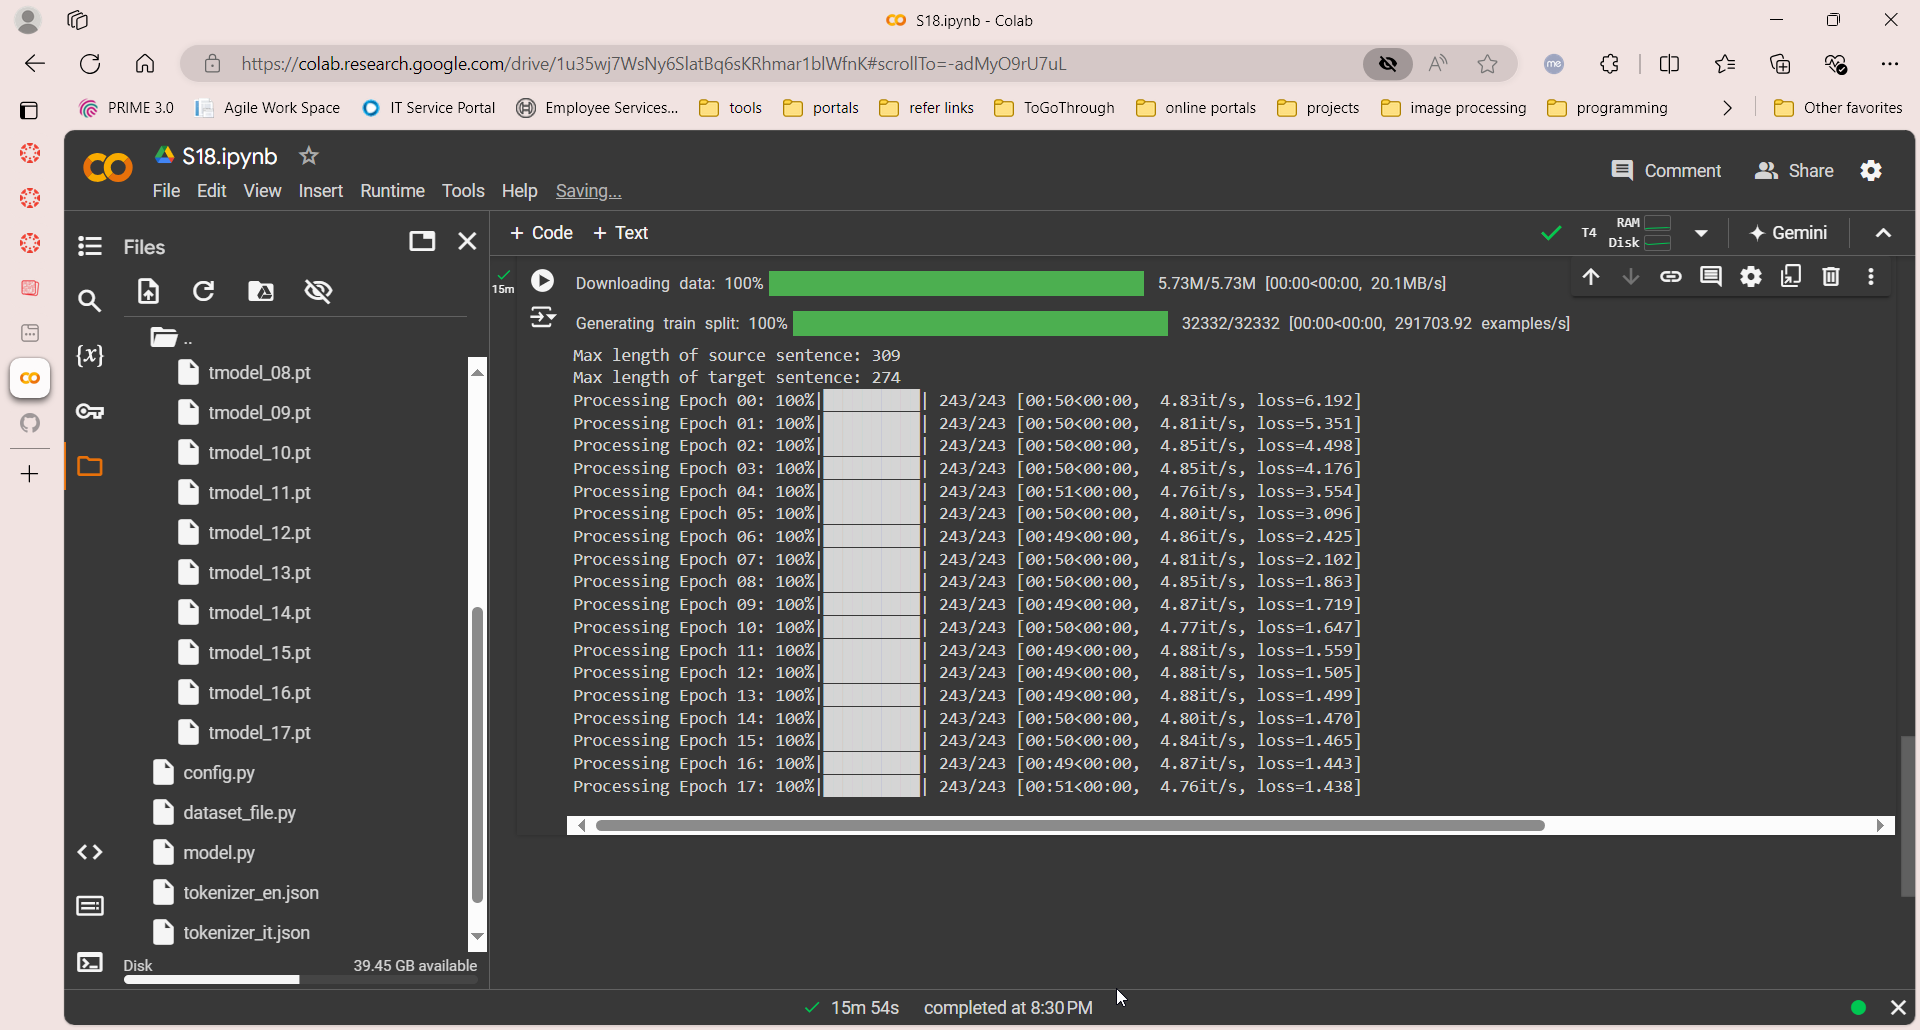 S18.ipynb - Colab
https://colab.research.google.com/drive/1u35wj7WsNy6SlatBq6sKRhmar1blWfnK#scrollTo=-adMyO9rU7uL
PRIME 3.0 Agile Work Space IT Service Portal Employee Services... tools portals refer links ToGoThrough online portals projects image processing programming Other favorites
S18.ipynb
Comment Share
File Edit View Insert Runtime Tools Help Saving...
Files
+ Code + Text
T4 RAM Disk Gemini
15m
Downloading data: 100% 5.73M/5.73M [00:00<00:00, 20.1MB/s]
Generating train split: 100% 32332/32332 [00:00<00:00, 291703.92 examples/s]
Max length of source sentence: 309
Max length of target sentence: 274
Processing Epoch 00: 100%| | 243/243 [00:50<00:00, 4.83it/s, loss=6.192]
Processing Epoch 01: 100%| | 243/243 [00:50<00:00, 4.81it/s, loss=5.351]
Processing Epoch 02: 100%| | 243/243 [00:50<00:00, 4.85it/s, loss=4.498]
Processing Epoch 03: 100%| | 243/243 [00:50<00:00, 4.85it/s, loss=4.176]
Processing Epoch 04: 100%| | 243/243 [00:51<00:00, 4.76it/s, loss=3.554]
Processing Epoch 05: 100%| | 243/243 [00:50<00:00, 4.80it/s, loss=3.096]
Processing Epoch 06: 100%| | 243/243 [00:49<00:00, 4.86it/s, loss=2.425]
Processing Epoch 07: 100%| | 243/243 [00:50<00:00, 4.81it/s, loss=2.102]
Processing Epoch 08: 100%| | 243/243 [00:50<00:00, 4.85it/s, loss=1.863]
Processing Epoch 09: 100%| | 243/243 [00:49<00:00, 4.87it/s, loss=1.719]
Processing Epoch 10: 100%| | 243/243 [00:50<00:00, 4.77it/s, loss=1.647]
Processing Epoch 11: 100%| | 243/243 [00:49<00:00, 4.88it/s, loss=1.559]
Processing Epoch 12: 100%| | 243/243 [00:49<00:00, 4.88it/s, loss=1.505]
Processing Epoch 13: 100%| | 243/243 [00:49<00:00, 4.88it/s, loss=1.499]
Processing Epoch 14: 100%| | 243/243 [00:50<00:00, 4.80it/s, loss=1.470]
Processing Epoch 15: 100%| | 243/243 [00:50<00:00, 4.84it/s, loss=1.465]
Processing Epoch 16: 100%| | 243/243 [00:49<00:00, 4.87it/s, loss=1.443]
Processing Epoch 17: 100%| | 243/243 [00:51<00:00, 4.76it/s, loss=1.438]
..
tmodel_08.pt
tmodel_09.pt
tmodel_10.pt
tmodel_11.pt
tmodel_12.pt
tmodel_13.pt
tmodel_14.pt
tmodel_15.pt
tmodel_16.pt
tmodel_17.pt
config.py
dataset_file.py
model.py
tokenizer_en.json
tokenizer_it.json
Disk 39.45 GB available
15m 54s completed at 8:30 PM